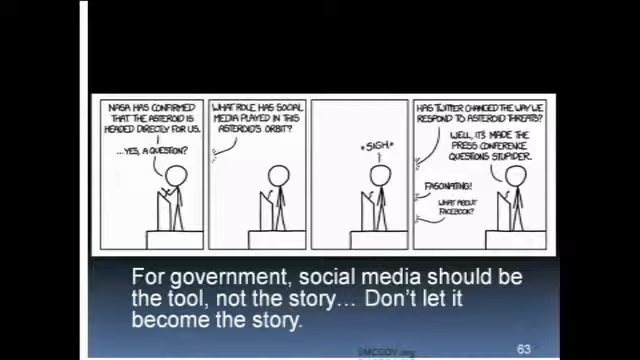 NASA HAS CONFIRMED
THAT THE ASTEROID IS
HEADED DIRECTLY FOR US.
...YES, A QUESTION?
WHAT ROLE HAS SOCIAL
MEDIA PLAYED IN THIS
ASTEROID'S ORBIT?
*SIGH*
HAS TWITTER CHANGED THE WAY WE
RESPOND TO ASTEROID THREATS?
WELL, IT'S MADE THE
PRESS CONFERENCE
QUESTIONS STUPIDER.
FASCINATING!
WHAT ABOUT
FACEBOOK?
For government, social media should be
the tool, not the story… Don't let it
become the story.
63